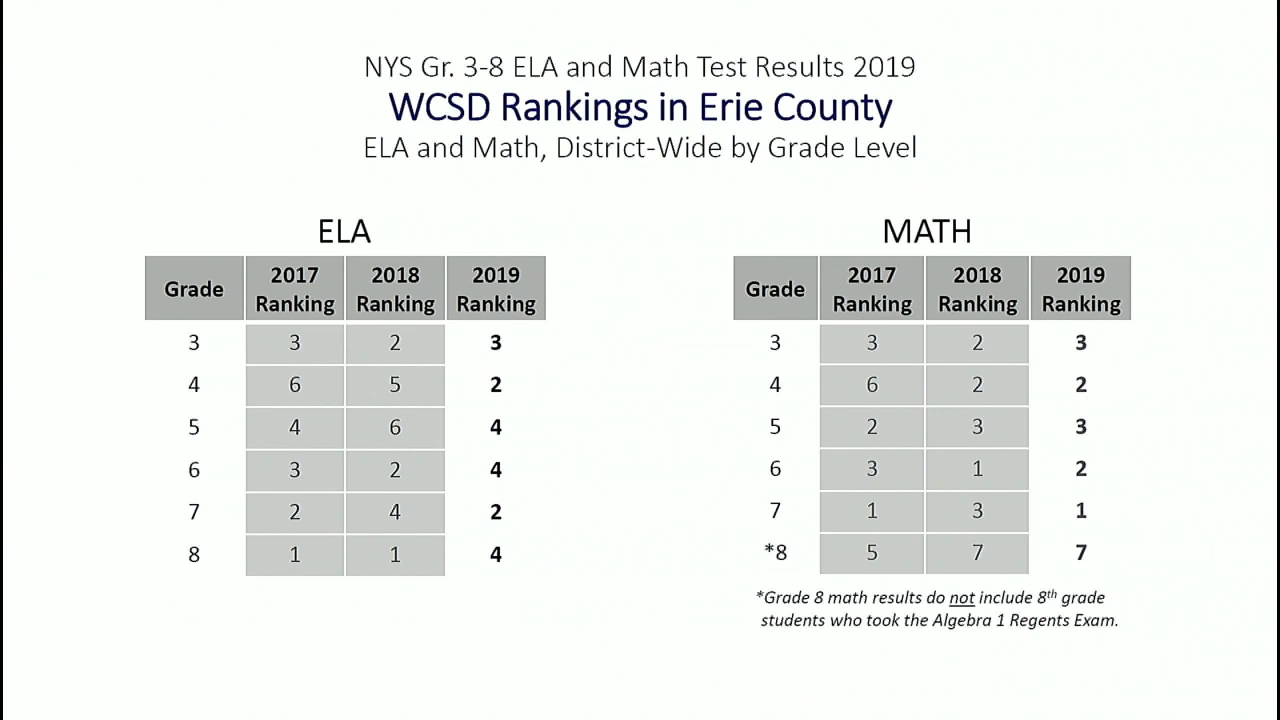 NYS Gr. 3-8 ELA and Math Test Results 2019
WCSD Rankings in Erie County
ELA and Math, District-Wide by Grade Level
ELA
Grade 2017 Ranking 2018 Ranking 2019 Ranking
3 3 2 3
4 6 5 2
5 4 6 4
6 3 2 4
7 2 4 2
8 1 1 4
MATH
Grade 2017 Ranking 2018 Ranking 2019 Ranking
3 3 2 3
4 6 2 2
5 2 3 3
6 3 1 2
7 1 3 1
*8 5 7 7
*Grade 8 math results do not include 8th grade
students who took the Algebra 1 Regents Exam.